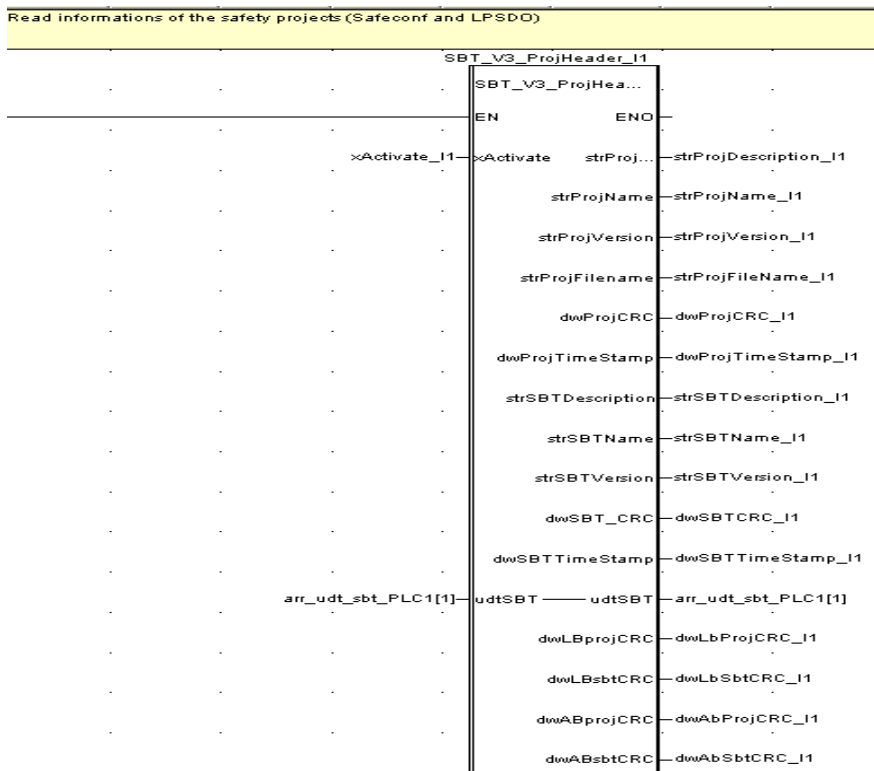 Read informations of the safety projects (Safeconf and LPSDO)
SBT_V3_ProjHeader_I1
SBT_V3_ProjHea...
EN ENO
xActivate_I1 xActivate strProj... strProjDescription_I1
strProjName strProjName_I1
strProjVersion strProjVersion_I1
strProjFilename strProjFileName_I1
dwProjCRC dwProjCRC_I1
dwProjTimeStamp dwProjTimeStamp_I1
strSBTDescription strSBTDescription_I1
strSBTName strSBTName_I1
strSBTVersion strSBTVersion_I1
dwSBT_CRC dwSBTCRC_I1
dwSBTTimeStamp dwSBTTimeStamp_I1
arr_udt_sbt_PLC1[1] udtSBT udtSBT arr_udt_sbt_PLC1[1]
dwLBprojCRC dwLbProjCRC_I1
dwLBsbtCRC dwLbSbtCRC_I1
dwABprojCRC dwAbProjCRC_I1
dwABsbtCRC dwAbSbtCRC_I1